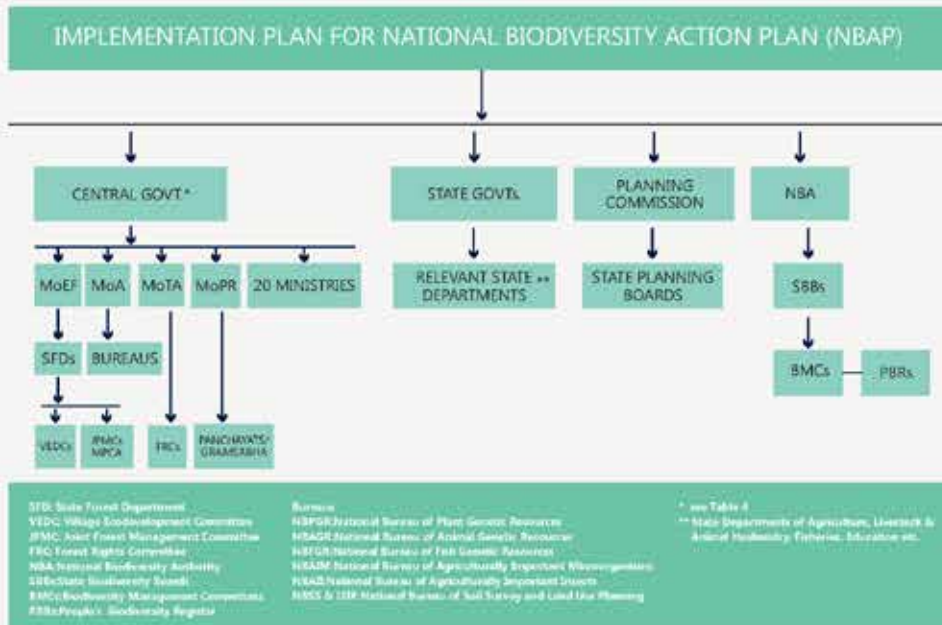 IMPLEMENTATION PLAN FOR NATIONAL BIODIVERSITY ACTION PLAN (NBAP)
CENTRAL GOVT.*
STATE GOVTs.
PLANNING
COMMISSION
NBA
MoEF
MoA
MoTA
MoPR
20 MINISTRIES
RELEVANT STATE **
DEPARTMENTS
STATE PLANNING
BOARDS
SBBs
SFDs
BUREAUS
BMCs
PBRs
VEDCs
JFMCs
MPCA
FRCs
PANCHAYATS/
GRAMSABHA
SFD: State Forest Department
VEDC: Village Ecodevelopment Committee
JFMC: Joint Forest Management Committee
FRC: Forest Rights Committee
NBA: National Biodiversity Authority
SBBs:State Biodiversity Boards
BMCs:Biodiversity Management Committees
PBRs:People's Biodiversity Register
Bureaus
NBPGR:National Bureau of Plant Genetic Resources
NBAGR:National Bureau of Animal Genetic Resources
NBFGR:National Bureau of Fish Genetic Resources
NBAIM:National Bureau of Agriculturally Important Microorganisms
NBAII:National Bureau of Agriculturally Important Insects
NBSS & LUP:National Bureau of Soil Survey and Land Use Planning
* see Table 4
** State Departments of Agriculture, Livestock &
Animal Husbandry, Fisheries, Education etc.